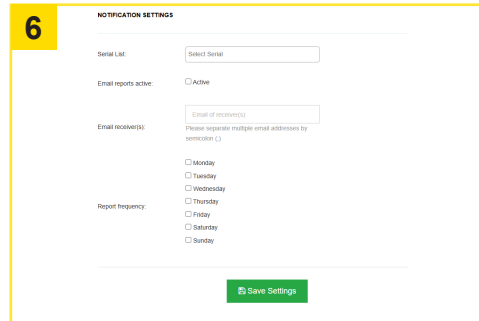 6
NOTIFICATION SETTINGS
Serial List:
Select Serial
Email reports active:
Active
Email receiver(s):
Email of receiver(s)
Please separate multiple email addresses by
semicolon (;)
Report frequency:
Monday
Tuesday
Wednesday
Thursday
Friday
Saturday
Sunday
Save Settings